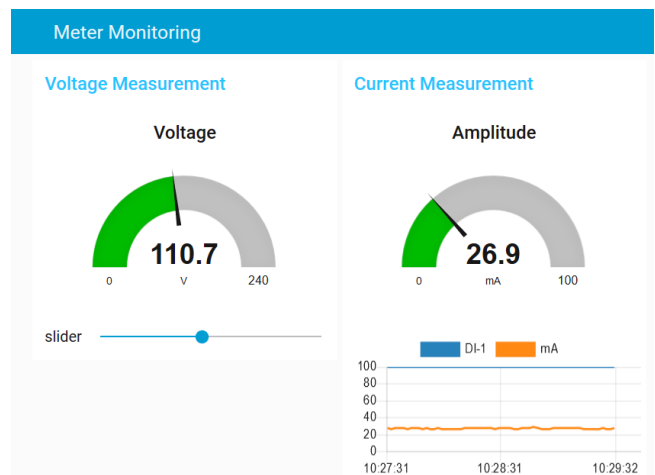 Meter Monitoring
Voltage Measurement
Voltage
110.7
0 V 240
slider
Current Measurement
Amplitude
26.9
0 mA 100
DI-1 mA
100
80
60
40
20
0
10:27:31 10:28:31 10:29:32